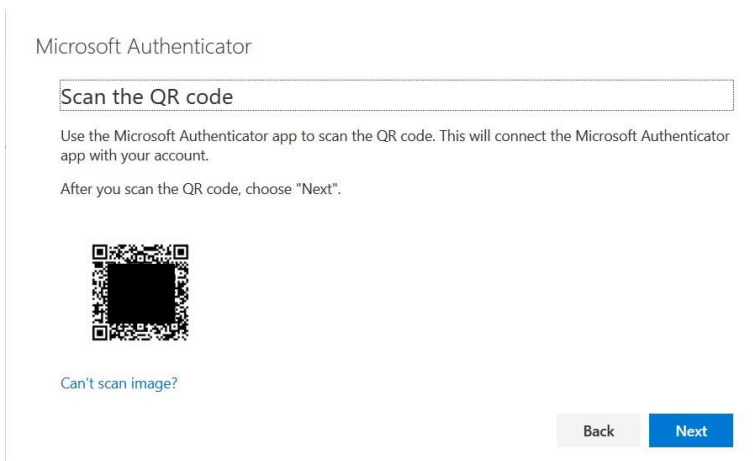 Microsoft Authenticator
Scan the QR code
Use the Microsoft Authenticator app to scan the QR code. This will connect the Microsoft Authenticator
app with your account.
After you scan the QR code, choose "Next".
Can't scan image?
Back
Next